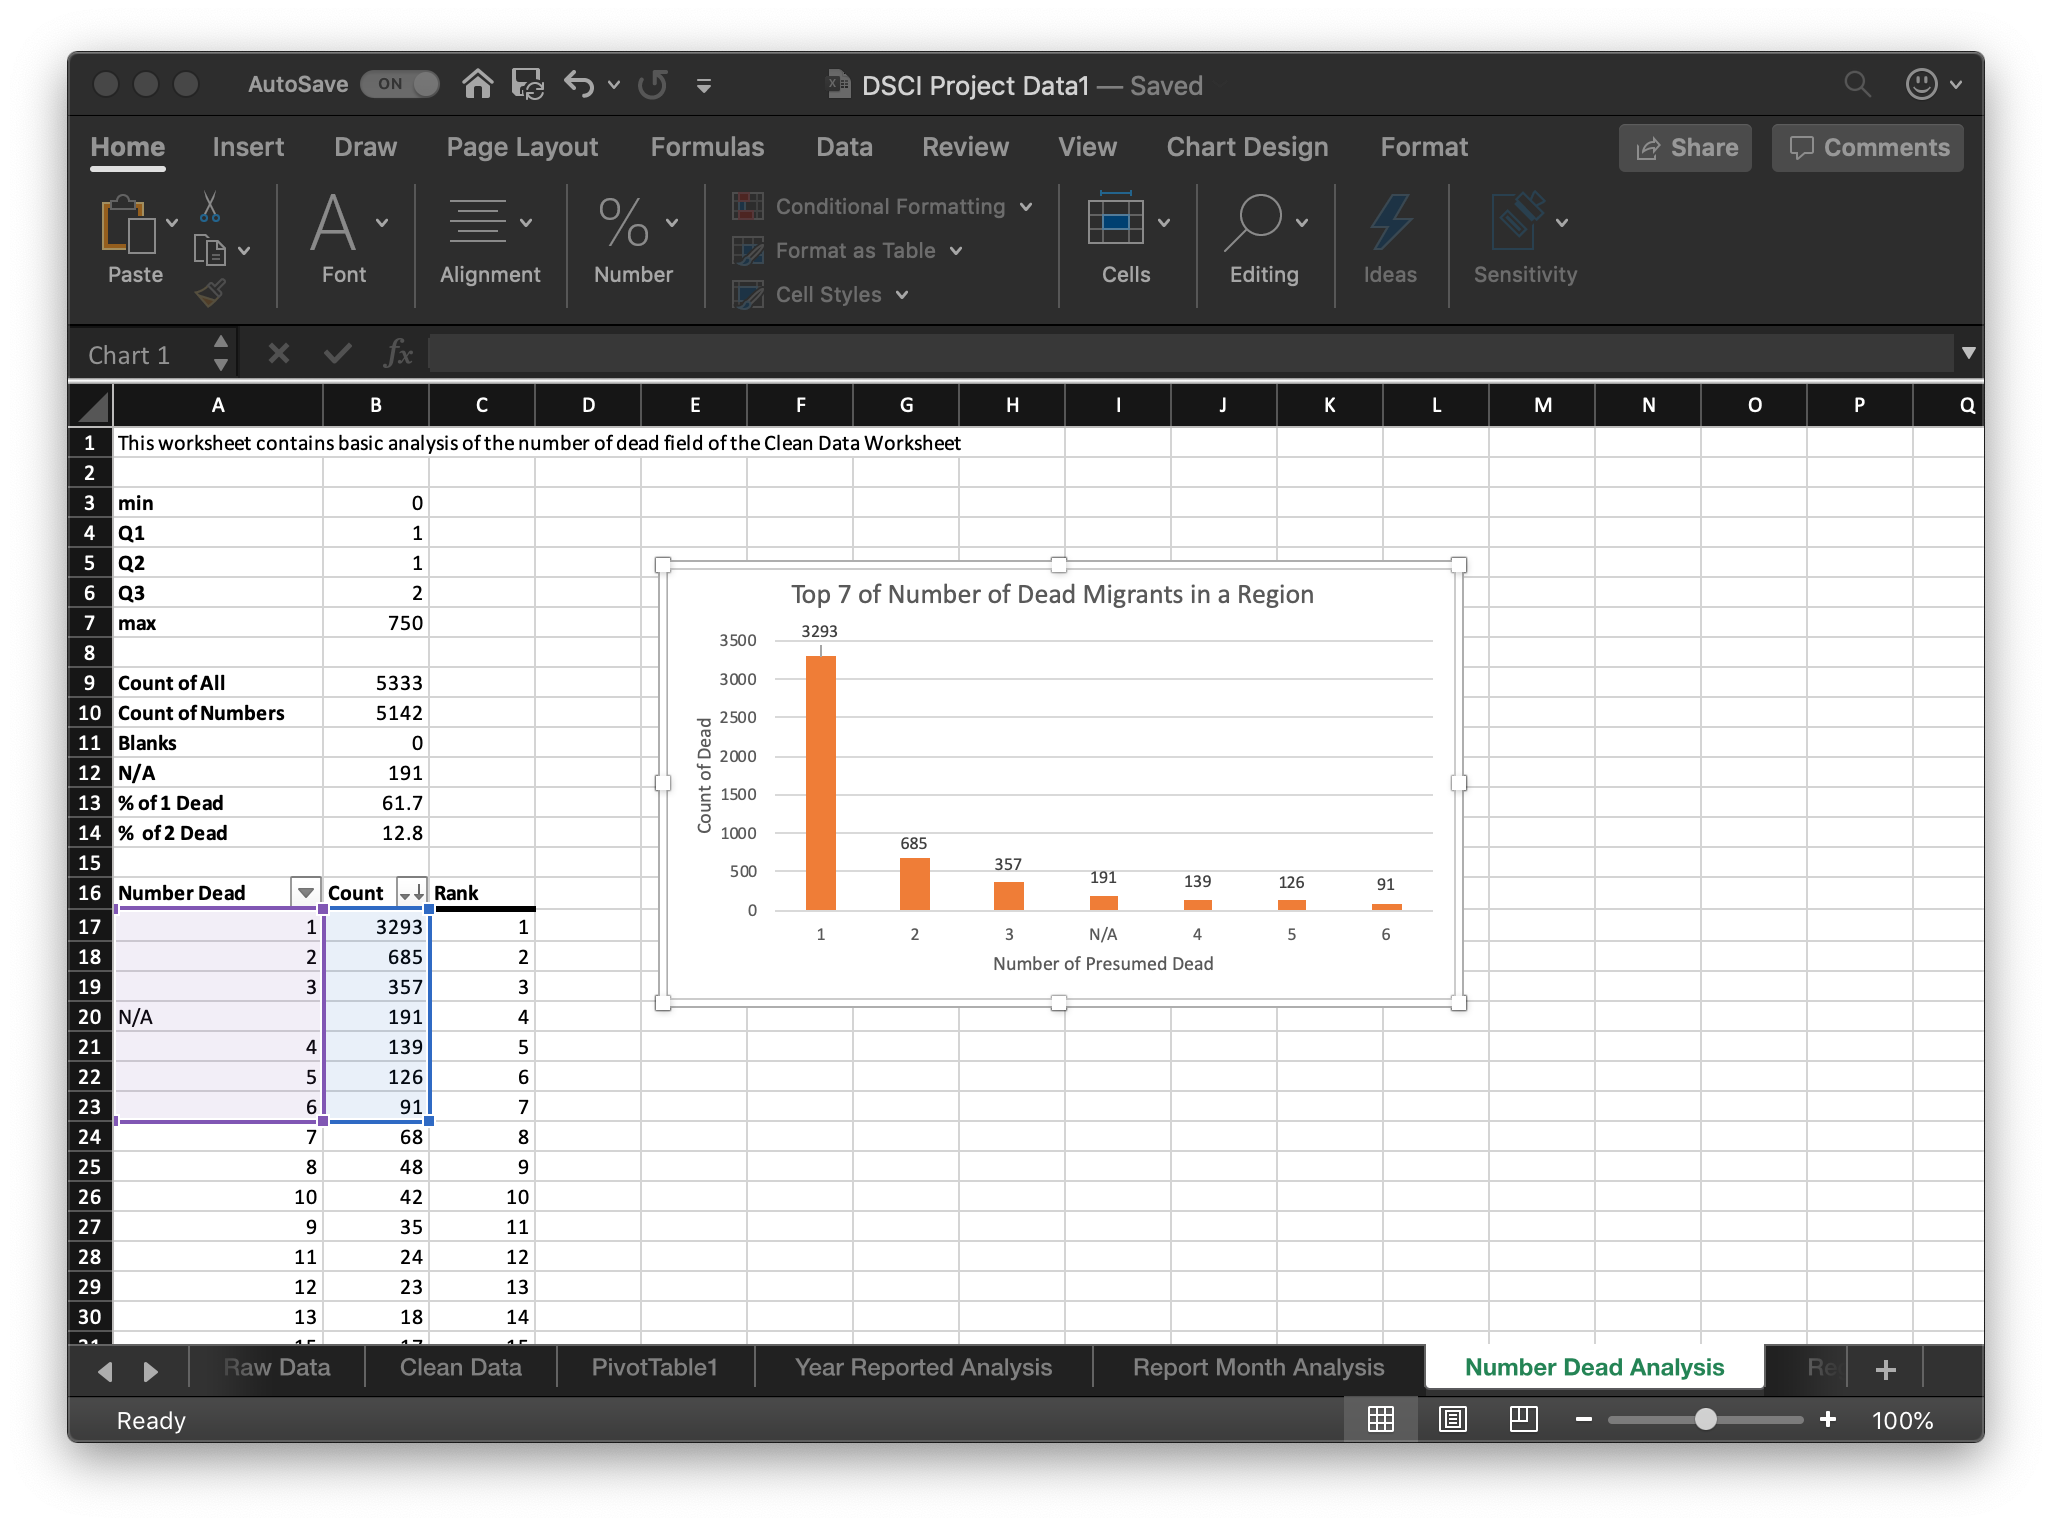 AutoSave ON DSCI Project Data1 — Saved
Home Insert Draw Page Layout Formulas Data Review View Chart Design Format Share Comments
Paste Font Alignment Number Conditional Formatting Format as Table Cell Styles Cells Editing Ideas Sensitivity
Chart 1 fx
A B C D E F G H I J K L M N O P Q
1 This worksheet contains basic analysis of the number of dead field of the Clean Data Worksheet
2
3 min 0
4 Q1 1
5 Q2 1
6 Q3 2
7 max 750
8
9 Count of All 5333
10 Count of Numbers 5142
11 Blanks 0
12 N/A 191
13 % of 1 Dead 61.7
14 % of 2 Dead 12.8
15
16 Number Dead Count Rank
17 1 3293 1
18 2 685 2
19 3 357 3
20 N/A 191 4
21 4 139 5
22 5 126 6
23 6 91 7
24 7 68 8
25 8 48 9
26 10 42 10
27 9 35 11
28 11 24 12
29 12 23 13
30 13 18 14
Top 7 of Number of Dead Migrants in a Region
Count of Dead
3500
3000
2500
2000
1500
1000
500
0
3293 685 357 191 139 126 91
1 2 3 N/A 4 5 6
Number of Presumed Dead
Raw Data Clean Data PivotTable1 Year Reported Analysis Report Month Analysis Number Dead Analysis
Ready 100%